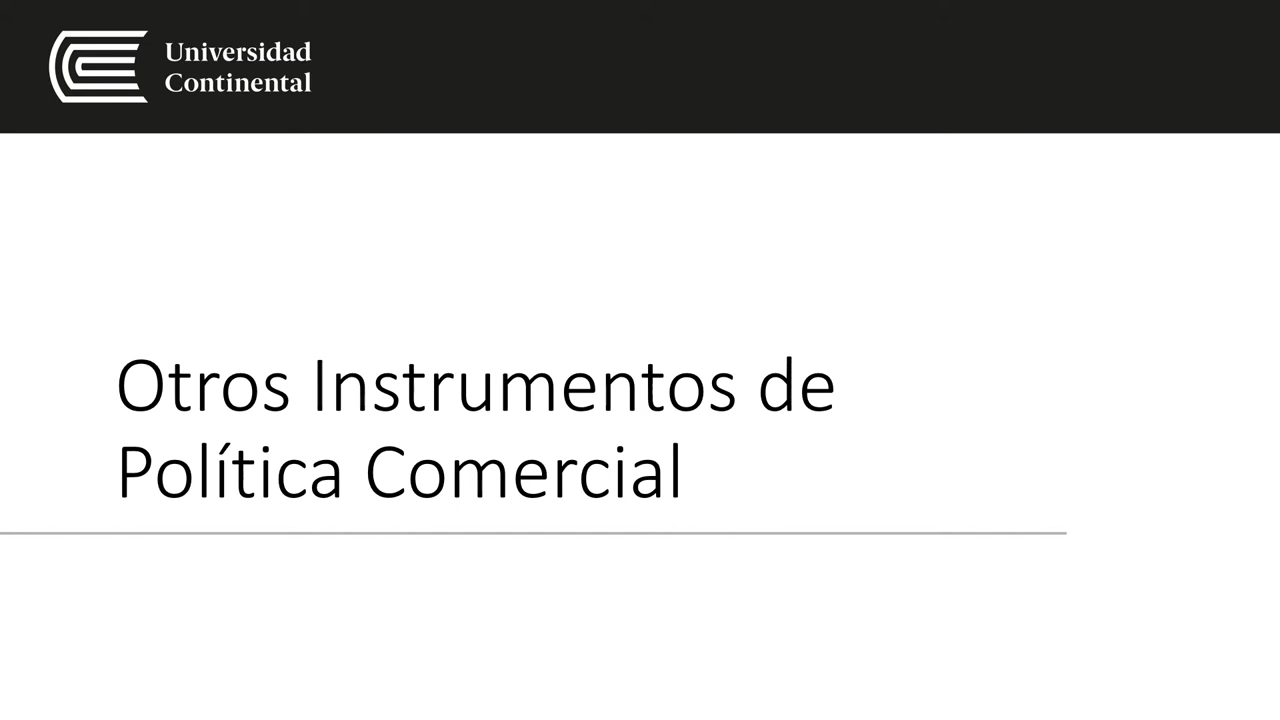 Universidad
Continental
Otros Instrumentos de
Política Comercial